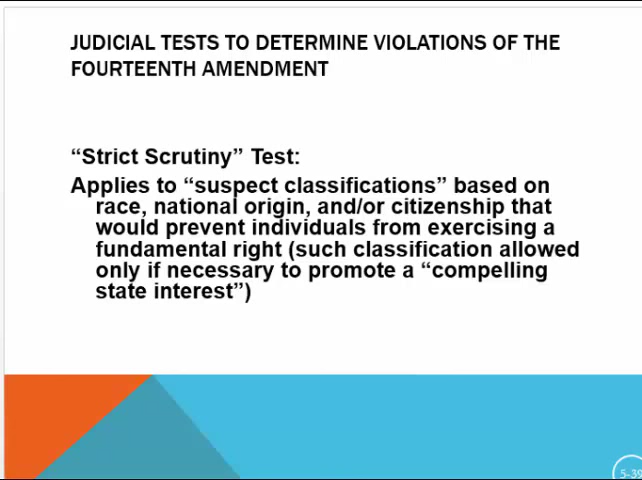 JUDICIAL TESTS TO DETERMINE VIOLATIONS OF THE
FOURTEENTH AMENDMENT
“Strict Scrutiny” Test:
Applies to “suspect classifications” based on
race, national origin, and/or citizenship that
would prevent individuals from exercising a
fundamental right (such classification allowed
only if necessary to promote a “compelling
state interest”)
5-39